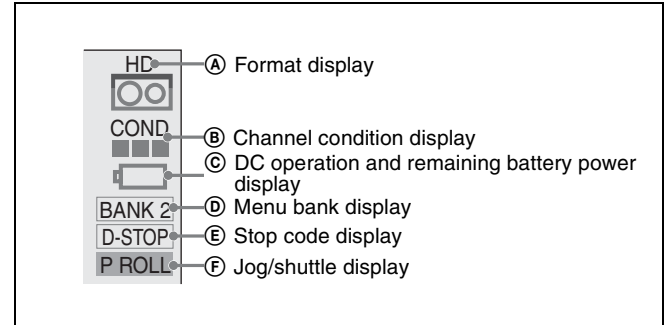 HD
Ⓐ Format display
COND
Ⓑ Channel condition display
Ⓒ DC operation and remaining battery power
display
BANK 2
Ⓓ Menu bank display
D-STOP
Ⓔ Stop code display
P ROLL
Ⓕ Jog/shuttle display